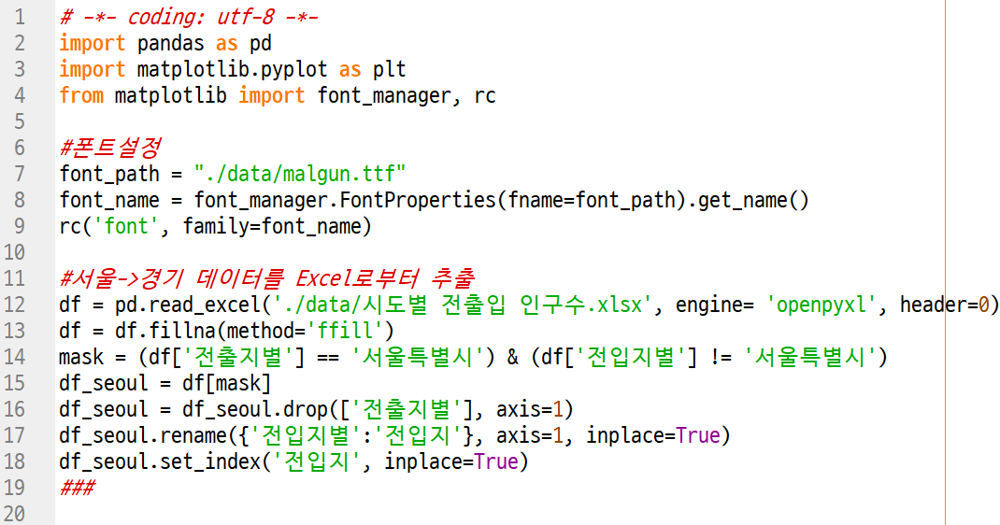 1 # -*- coding: utf-8 -*-
2 import pandas as pd
3 import matplotlib.pyplot as plt
4 from matplotlib import font_manager, rc
5
6 #폰트설정
7 font_path = "./data/malgun.ttf"
8 font_name = font_manager.FontProperties(fname=font_path).get_name()
9 rc('font', family=font_name)
10
11 #서울->경기 데이터를 Excel로부터 추출
12 df = pd.read_excel('./data/시도별 전출입 인구수.xlsx', engine= 'openpyxl', header=0)
13 df = df.fillna(method='ffill')
14 mask = (df['전출지별'] == '서울특별시') & (df['전입지별'] != '서울특별시')
15 df_seoul = df[mask]
16 df_seoul = df_seoul.drop(['전출지별'], axis=1)
17 df_seoul.rename({'전입지별':'전입지'}, axis=1, inplace=True)
18 df_seoul.set_index('전입지', inplace=True)
19 ###
20